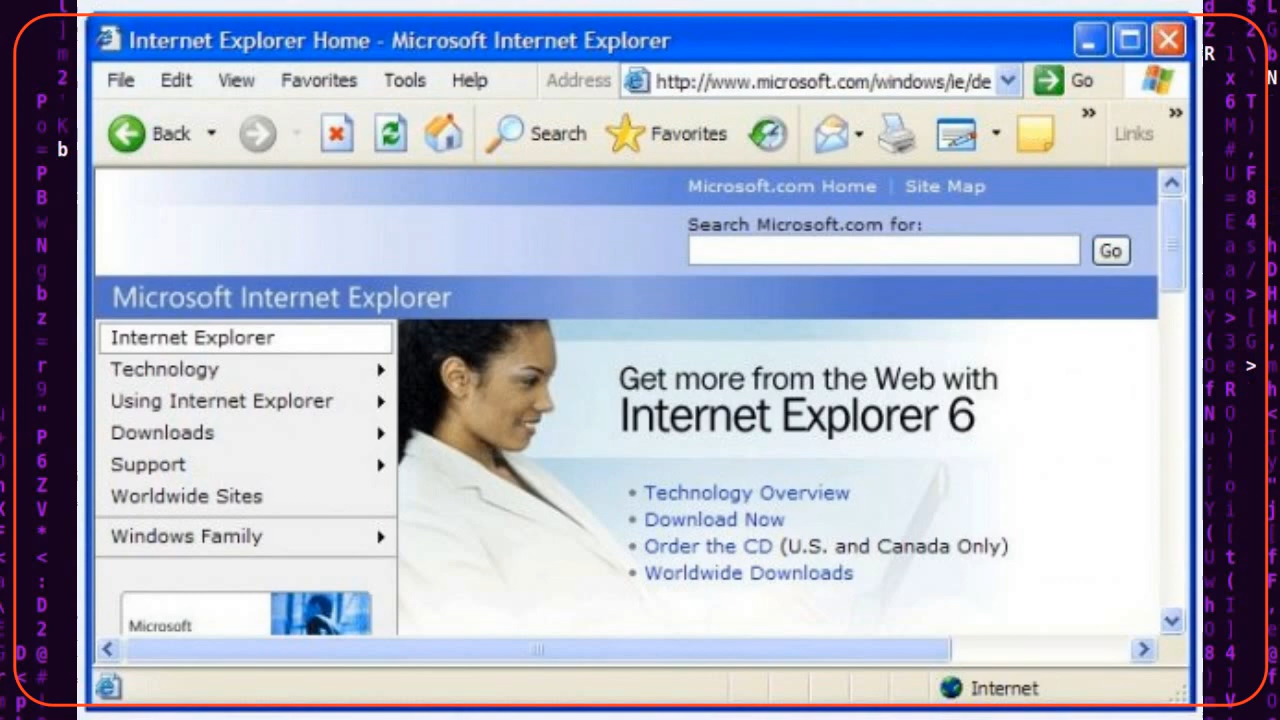 Internet Explorer Home - Microsoft Internet Explorer
File Edit View Favorites Tools Help Address http://www.microsoft.com/windows/ie/de Go
Back Search Favorites » Links »
Microsoft.com Home | Site Map
Search Microsoft.com for:
Go
Microsoft Internet Explorer
Internet Explorer
Technology
Using Internet Explorer
Downloads
Support
Worldwide Sites
Windows Family
Microsoft
Get more from the Web with
Internet Explorer 6
• Technology Overview
• Download Now
• Order the CD (U.S. and Canada Only)
• Worldwide Downloads
Internet